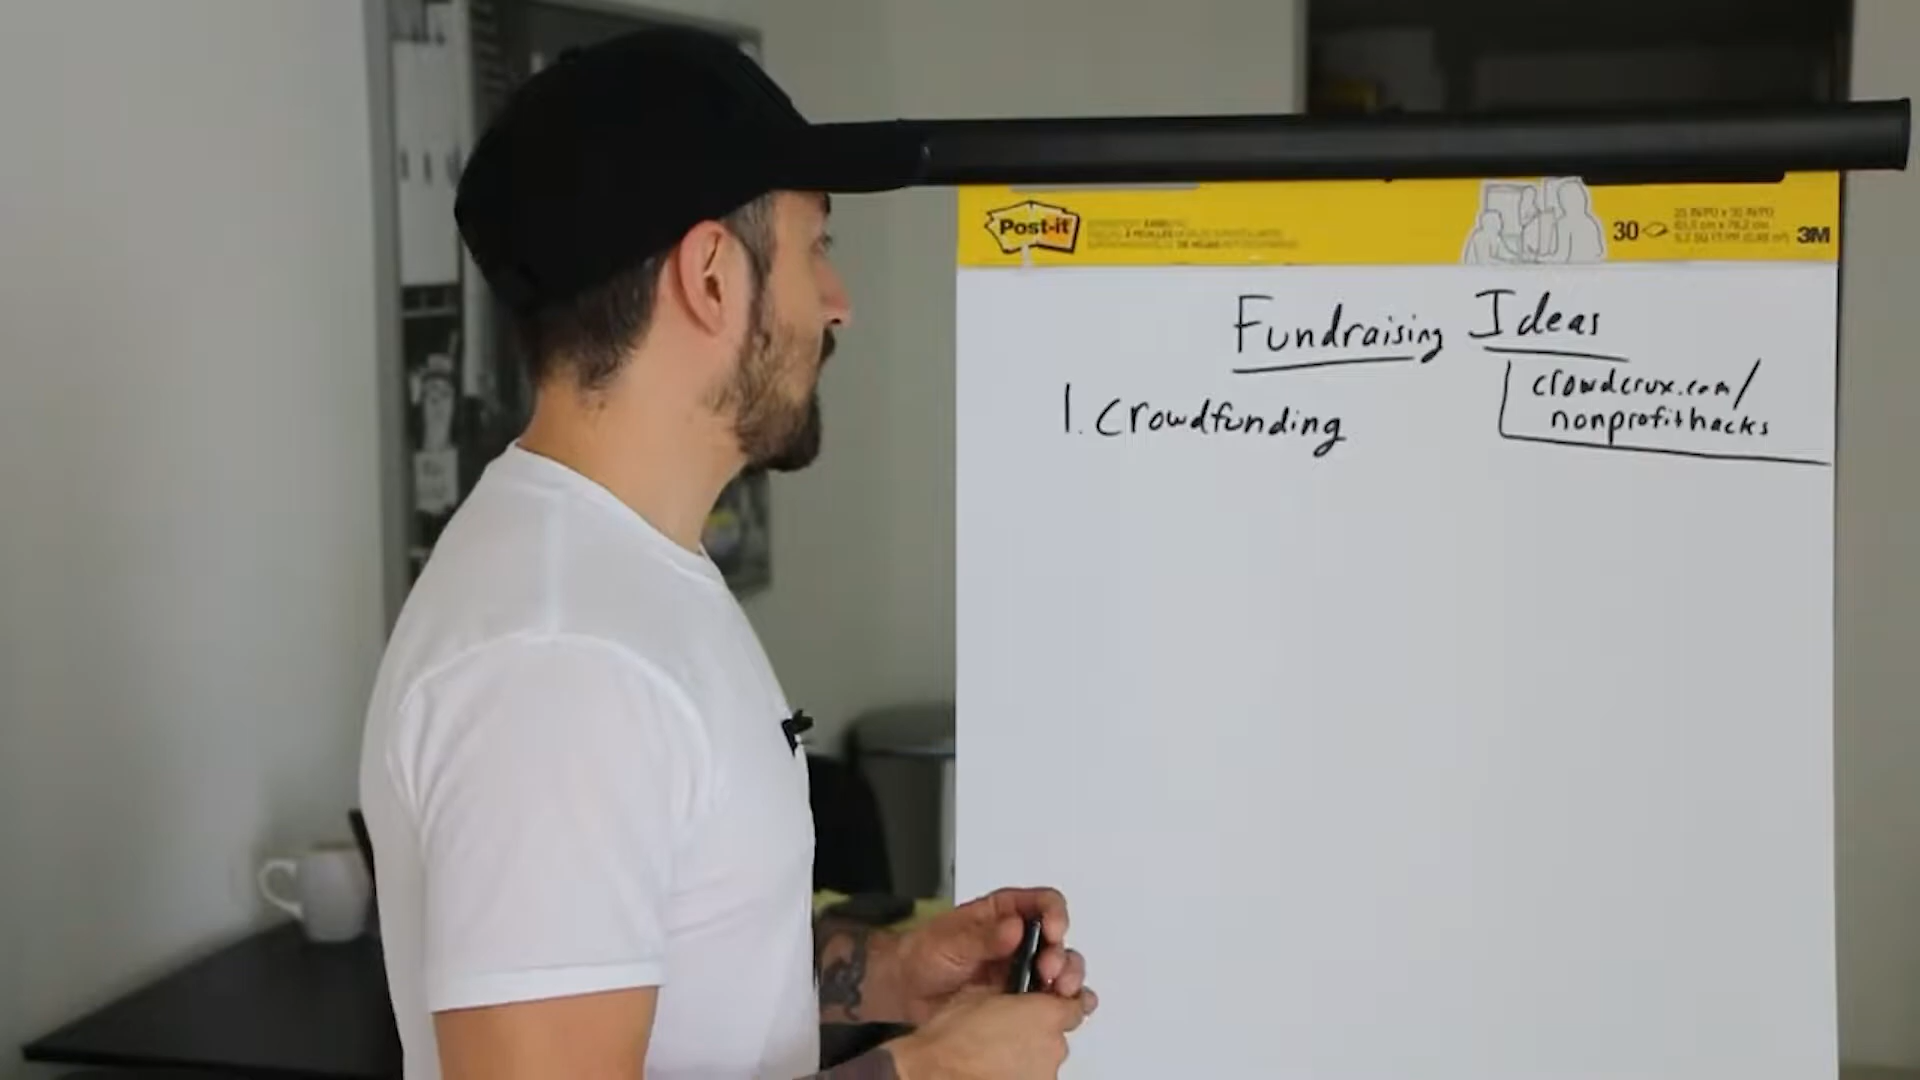 Post-it
30
3M
Fundraising Ideas
crowdcrux.com/
nonprofithacks
1. Crowdfunding